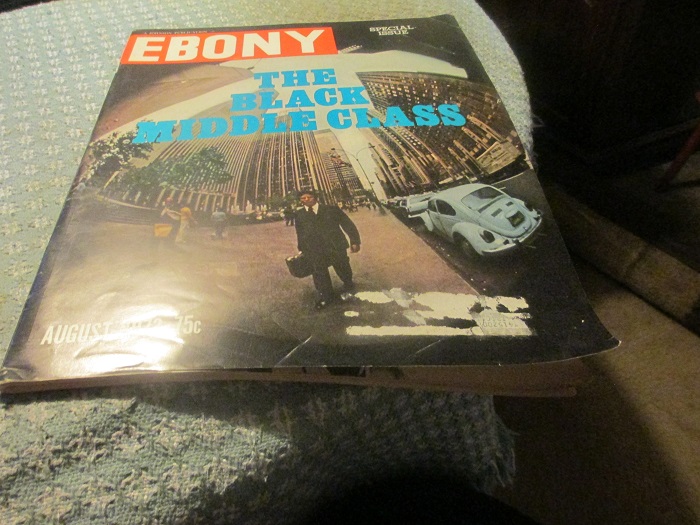 EBONY
SPECIAL
ISSUE
THE
BLACK
MIDDLE CLASS
AUGUST 75c